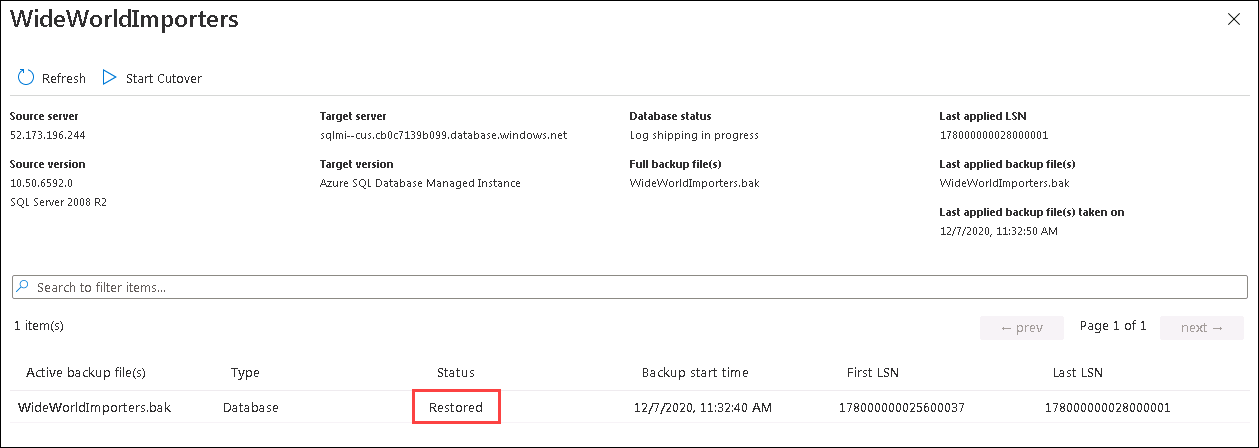 WideWorldImporters
Refresh Start Cutover
Source server Target server Database status Last applied LSN
52.173.196.244 sqlmi--cus.cb0c7139b099.database.windows.net Log shipping in progress 178000000028000001
Source version Target version Full backup file(s) Last applied backup file(s)
10.50.6592.0 Azure SQL Database Managed Instance WideWorldImporters.bak WideWorldImporters.bak
SQL Server 2008 R2
Last applied backup file(s) taken on
12/7/2020, 11:32:50 AM
Search to filter items...
1 item(s) ← prev Page 1 of 1 next →
Active backup file(s) Type Status Backup start time First LSN Last LSN
WideWorldImporters.bak Database Restored 12/7/2020, 11:32:40 AM 178000000025600037 178000000028000001